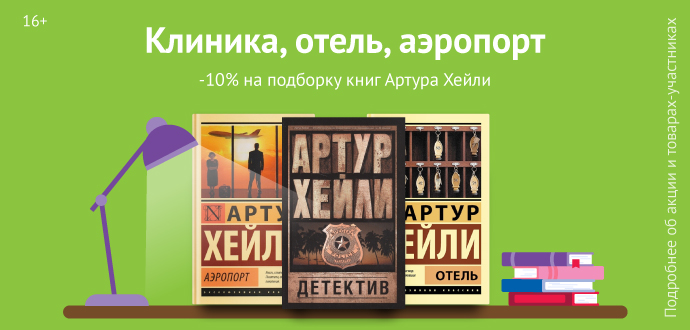 16+
Клиника, отель, аэропорт
-10% на подборку книг Артура Хейли
Подробнее об акции и товарах-участниках
АРТУР
ХЕЙЛИ
АЭРОПОРТ
АРТУР
ХЕЙЛИ
ДЕТЕКТИВ
АРТУР
ЕЙЛИ
ОТЕЛЬ